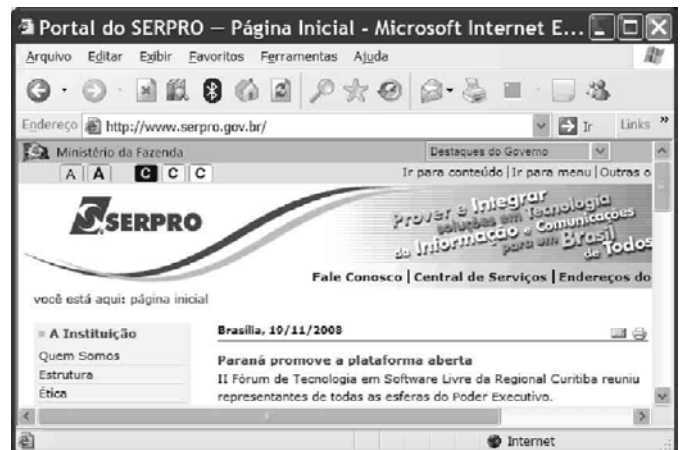 Portal do SERPRO — Página Inicial - Microsoft Internet E...
Arquivo Editar Exibir Favoritos Ferramentas Ajuda
Endereço http://www.serpro.gov.br/ Ir Links »
Ministério da Fazenda Destaques do Governo
A A C C C Ir para conteúdo | Ir para menu | Outras o
SERPRO
Prover e Integrar
soluções em Tecnologia
da Informação e Comunicações
para um Brasil
de Todos
Fale Conosco | Central de Serviços | Endereços do
você está aqui: página inicial
A Instituição
Quem Somos
Estrutura
Ética
Brasília, 19/11/2008
Paraná promove a plataforma aberta
II Fórum de Tecnologia em Software Livre da Regional Curitiba reuniu
representantes de todas as esferas do Poder Executivo.
Internet